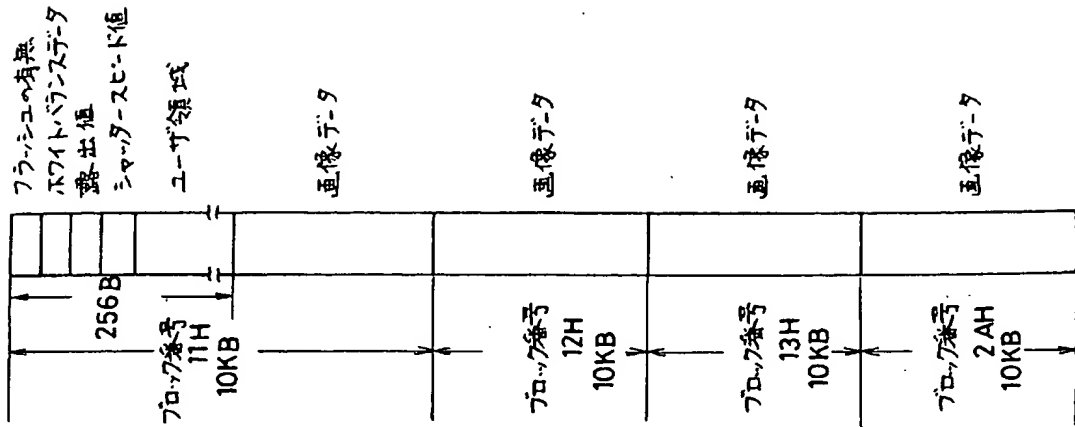 フラッシュの有無
ホワイトバランスデータ
露出値
シャッタースピード値
ユーザ領域
画像データ
画像データ
画像データ
画像データ
256B
ブロック番号
11H
10KB
ブロック番号
12H
10KB
ブロック番号
13H
10KB
ブロック番号
2AH
10KB